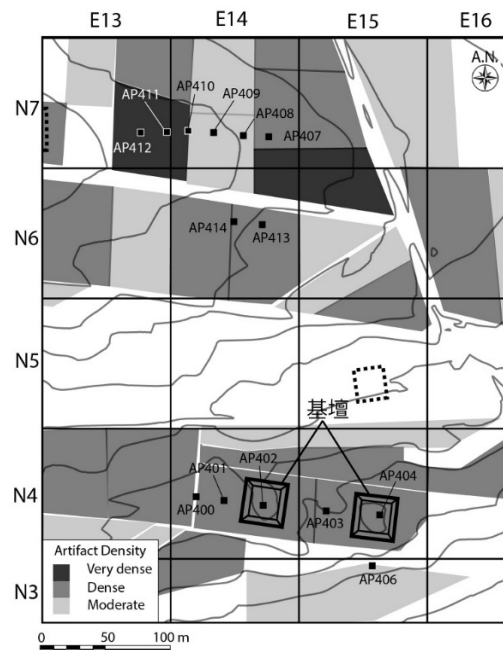 E13 E14 E15 E16
A.N.
N7
AP411 AP410 AP409 AP408 AP407
AP412
N6
AP414 AP413
N5
基壇
N4
AP402
AP401
AP404
AP400
AP403
N3
AP406
Artifact Density
Very dense
Dense
Moderate
0 50 100 m